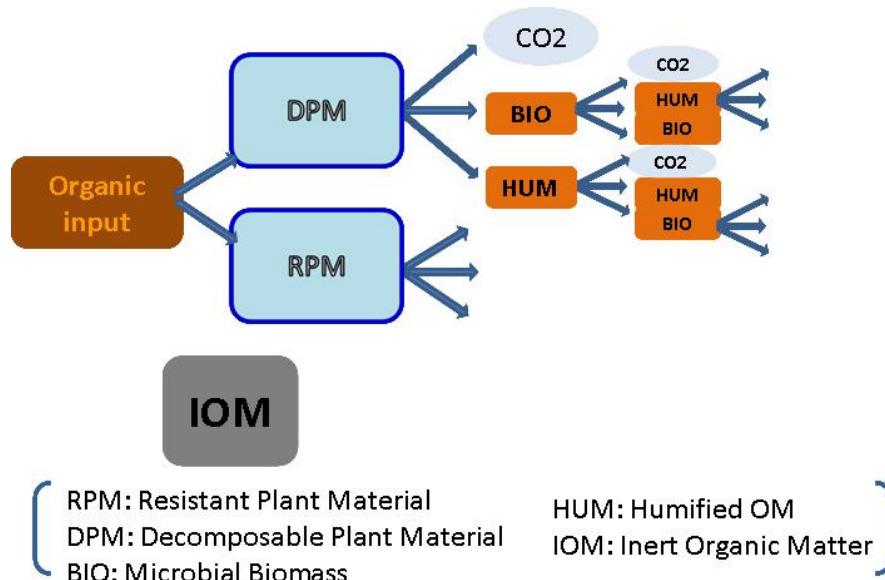 CO2
DPM
BIO
CO2
HUM
BIO
Organic
input
HUM
CO2
HUM
BIO
RPM
IOM
RPM: Resistant Plant Material
DPM: Decomposable Plant Material
BIO: Microbial Biomass
HUM: Humified OM
IOM: Inert Organic Matter